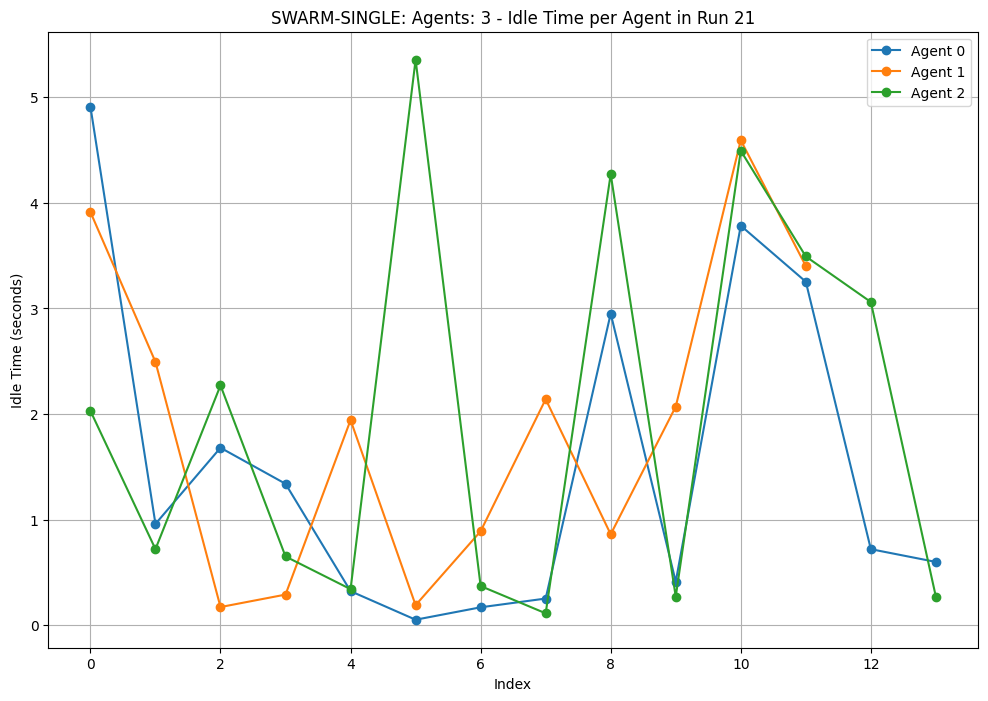 SWARM-SINGLE: Agents: 3 - Idle Time per Agent in Run 21
Agent 0
Agent 1
Agent 2
Idle Time (seconds)
5
4
3
2
1
0
0 2 4 6 8 10 12
Index